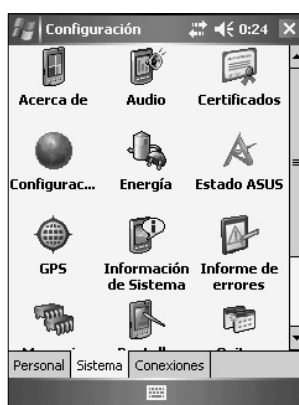 Configuración 0:24
Acerca de Audio Certificados
Configurac... Energía Estado ASUS
GPS Información de Sistema Informe de errores
Personal Sistema Conexiones